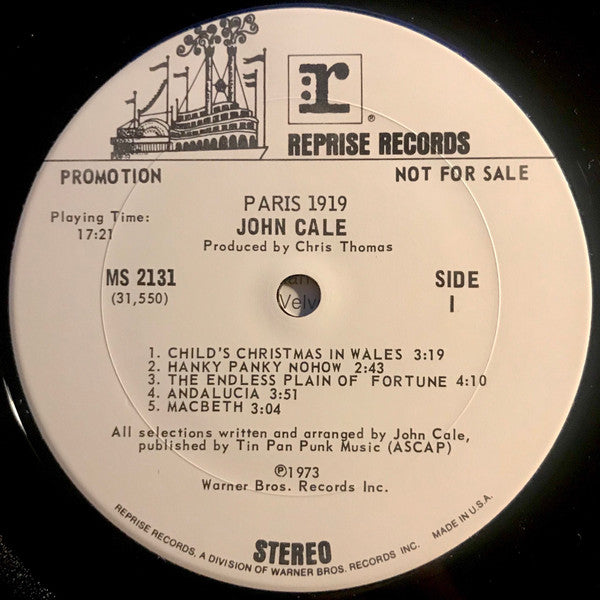 r
®
REPRISE RECORDS
PROMOTION
NOT FOR SALE
PARIS 1919
JOHN CALE
Produced by Chris Thomas
Playing Time:
17:21
MS 2131
(31,550)
SIDE
1
Velv
1. CHILD'S CHRISTMAS IN WALES 3:19
2. HANKY PANKY NOHOW 2:43
3. THE ENDLESS PLAIN OF FORTUNE 4:10
4. ANDALUCIA 3:51
5. MACBETH 3:04
All selections written and arranged by John Cale,
published by Tin Pan Punk Music (ASCAP)
℗1973
Warner Bros. Records Inc.
STEREO
REPRISE RECORDS, A DIVISION OF WARNER BROS. RECORDS INC. MADE IN U.S.A.